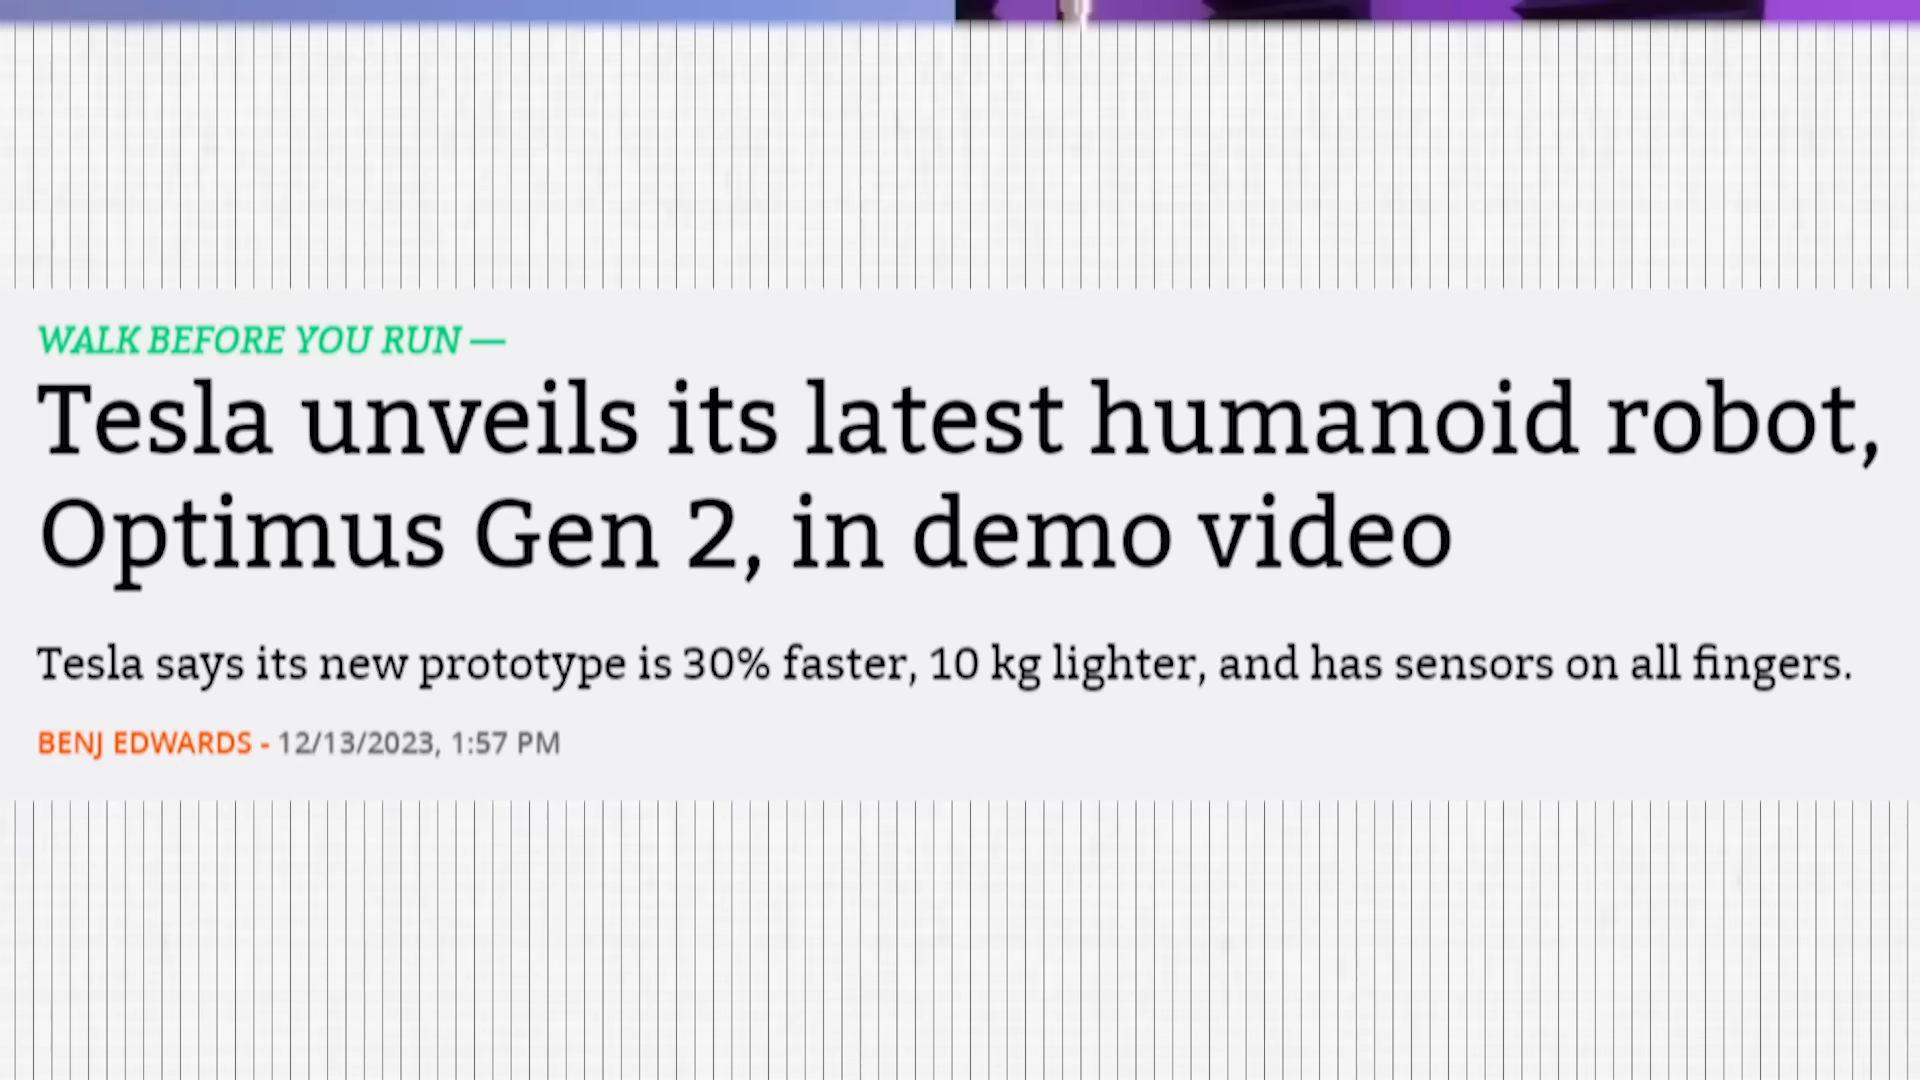 WALK BEFORE YOU RUN —
Tesla unveils its latest humanoid robot,
Optimus Gen 2, in demo video
Tesla says its new prototype is 30% faster, 10 kg lighter, and has sensors on all fingers.
BENJ EDWARDS - 12/13/2023, 1:57 PM